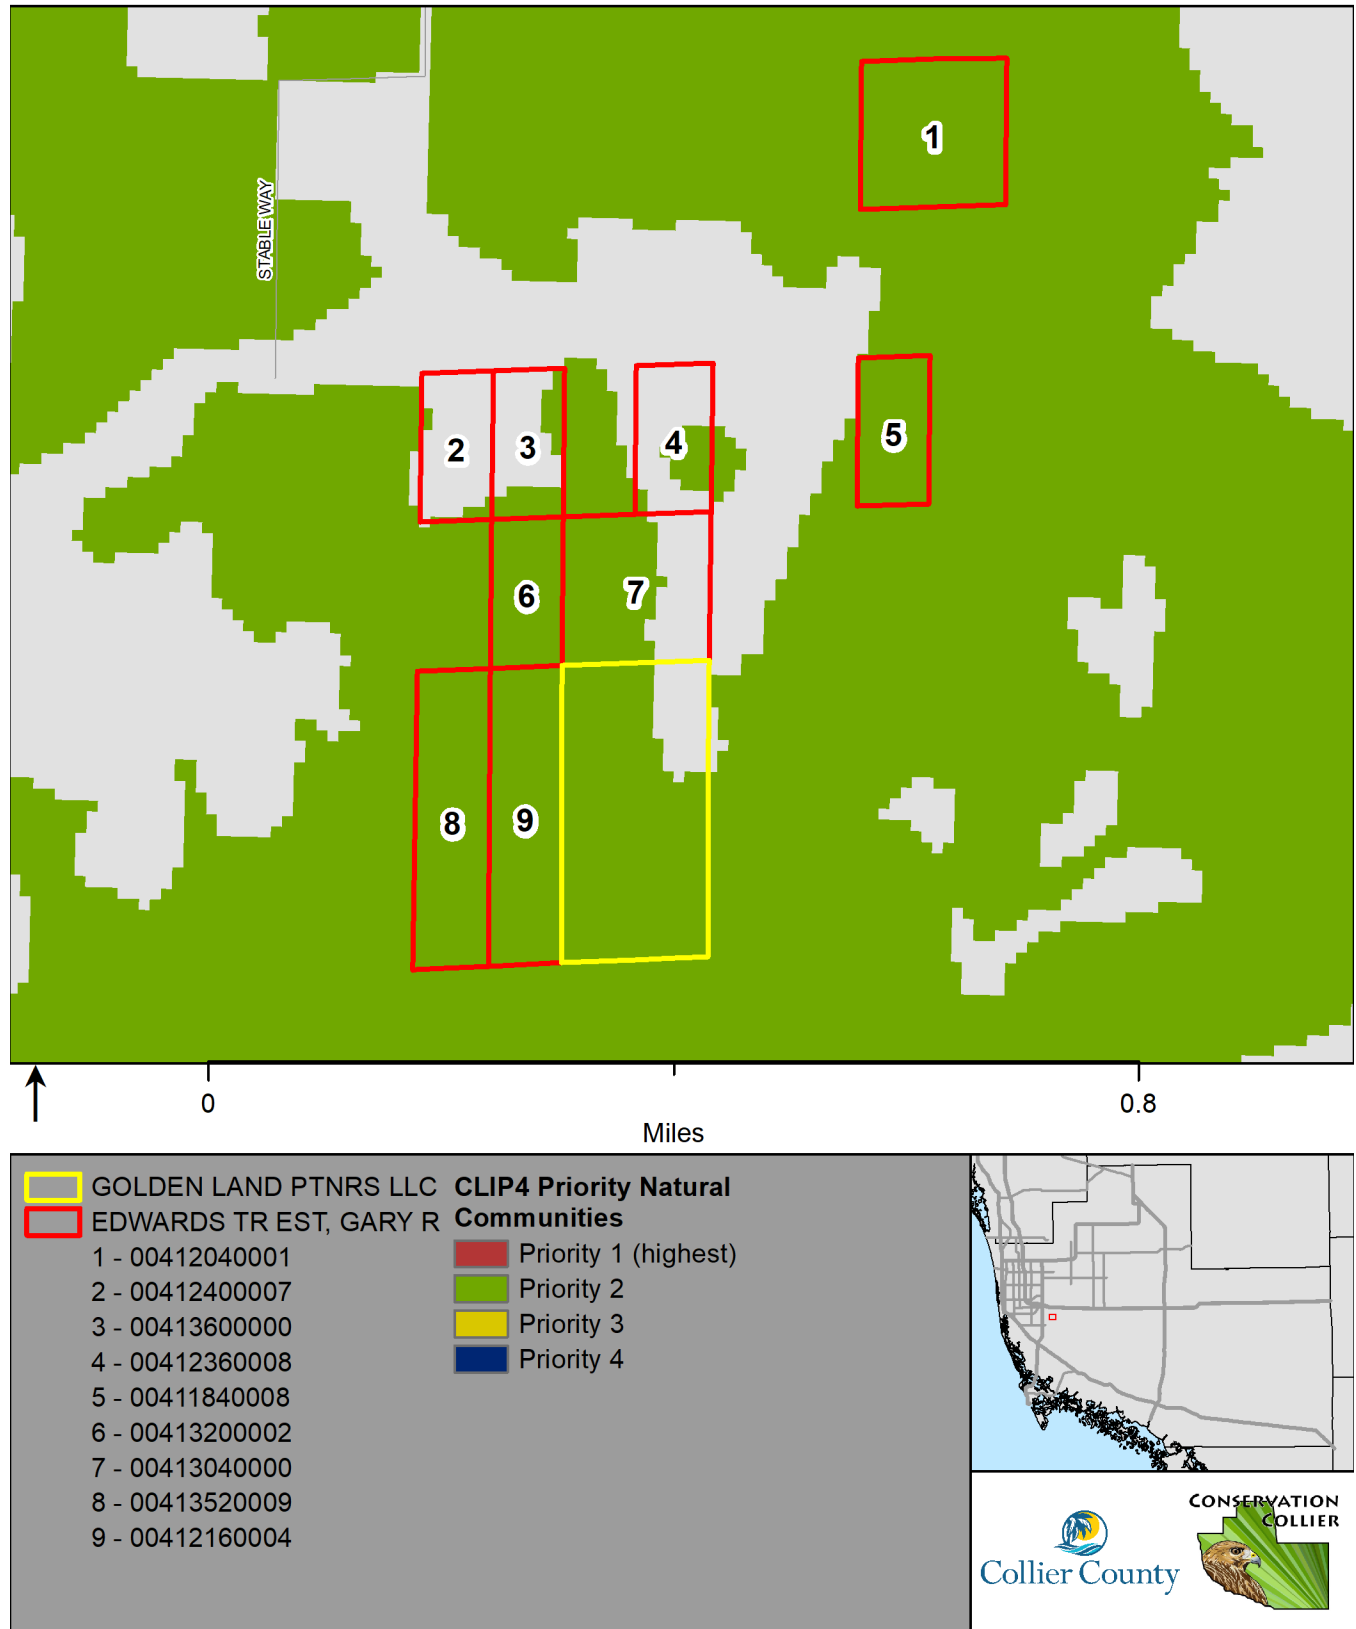 1
STABLE WAY
2
3
4
5
6
7
8
9
0
0.8
Miles
GOLDEN LAND PTNRS LLC
EDWARDS TR EST, GARY R
1 - 00412040001
2 - 00412400007
3 - 00413600000
4 - 00412360008
5 - 00411840008
6 - 00413200002
7 - 00413040000
8 - 00413520009
9 - 00412160004
CLIP4 Priority Natural
Communities
Priority 1 (highest)
Priority 2
Priority 3
Priority 4
CONSERVATION
COLLIER
Collier County